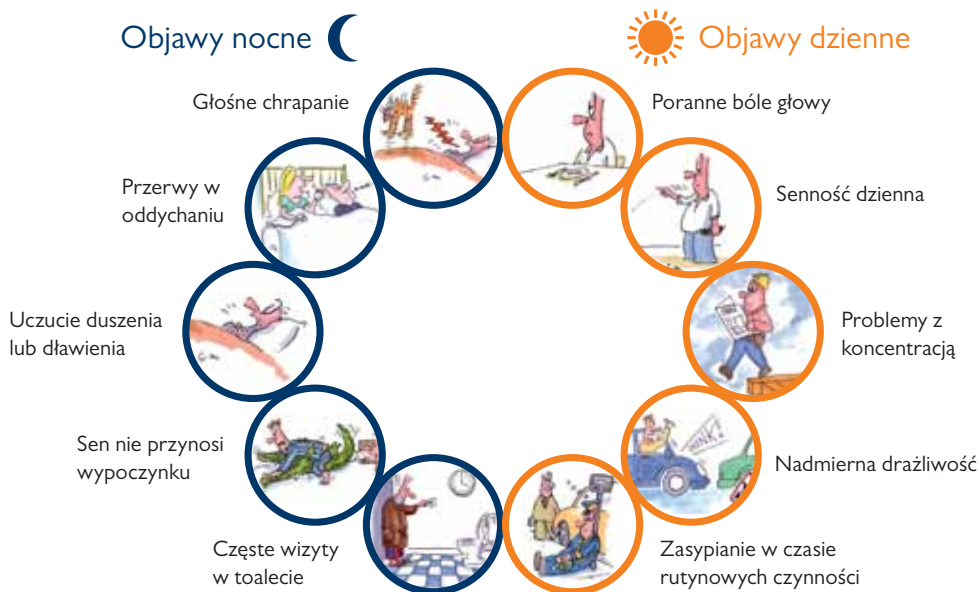 Objawy nocne
Objawy dzienne
Głośne chrapanie
Poranne bóle głowy
Przerwy w
oddychaniu
Senność dzienna
Uczucie duszenia
lub dławienia
Problemy z
koncentracją
Sen nie przynosi
wypoczynku
HONK!
Nadmierna drażliwość
Częste wizyty
w toalecie
Zasypianie w czasie
rutynowych czynności